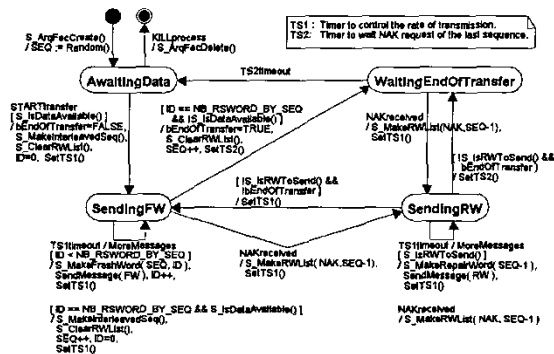 TS1 : Timer to control the rate of transmission.
TS2: Timer to wait NAK request of the last sequence.
S_ArqFecCreate()
/ SEQ := Random()
KILLprocess
/ S_ArqFecDelete()
AwaitingData
TS2timeout
WaitingEndOfTransfer
STARTtransfer
[ S_IsDataAvailable() ]
/ bEndOfTransfer=FALSE,
S_MakeInterleavedSeq(),
S_ClearRWList(),
ID=0, SetTS1()
[ ID == NB_RSWORD_BY_SEQ
&& !S_IsDataAvailable() ]
/ bEndOfTransfer=TRUE,
S_ClearRWList(),
SEQ++, SetTS2()
NAKreceived
/ S_MakeRWList(NAK,SEQ-1),
SetTS1()
[ !S_IsRWToSend() &&
bEndOfTransfer ]
/ SetTS2()
[ !S_IsRWToSend() &&
!bEndOfTransfer ]
/ SetTS1()
SendingFW
SendingRW
TS1timeout / MoreMessages
[ ID < NB_RSWORD_BY_SEQ ]
/ S_MakeFreshWord( SEQ, ID ),
SendMessage( FW ), ID++,
SetTS1()
NAKreceived
/ S_MakeRWList( NAK,SEQ-1),
SetTS1()
TS1timeout / MoreMessages
[ S_IsRWToSend() ]
/ S_MakeRepairWord( SEQ-1 ),
SendMessage( RW ),
SetTS1()
[ ID == NB_RSWORD_BY_SEQ && S_IsDataAvailable() ]
/ S_MakeInterleavedSeq(),
S_ClearRWList(),
SEQ++, ID=0,
SetTS1()
NAKreceived
/ S_MakeRWList( NAK, SEQ-1 )